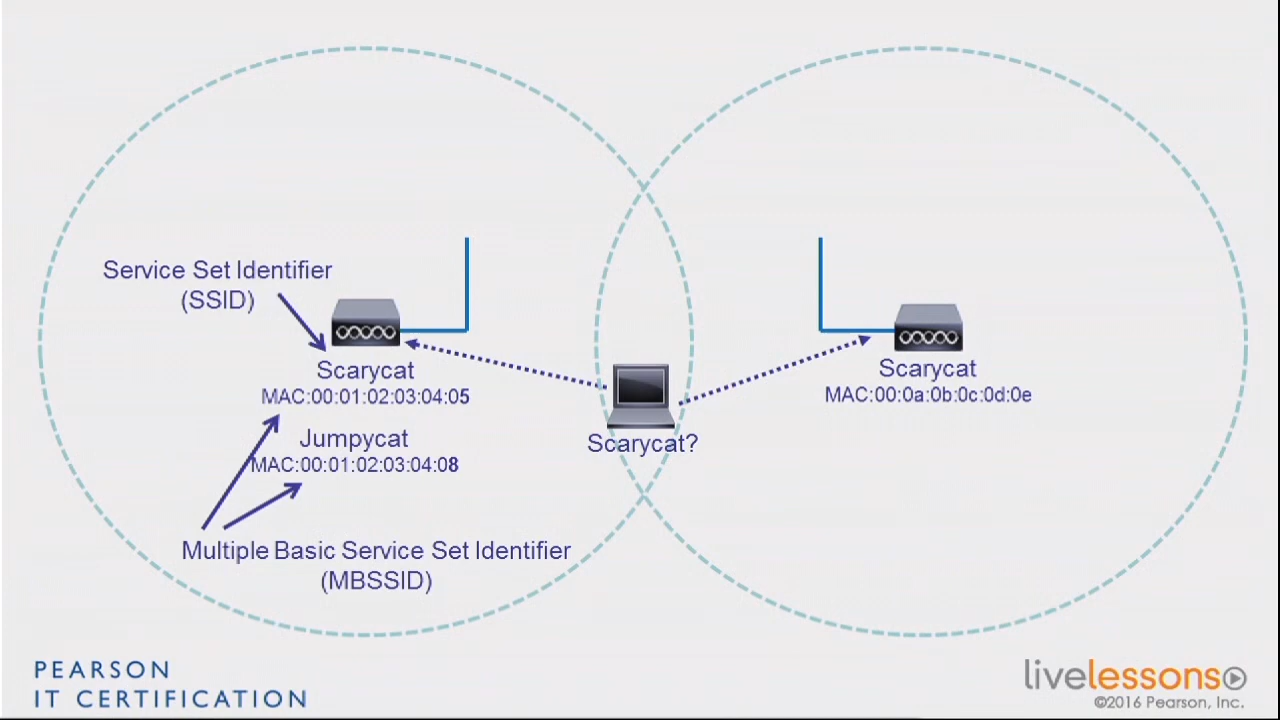 Service Set Identifier
(SSID)
Scarycat
MAC:00:01:02:03:04:05
Jumpycat
MAC:00:01:02:03:04:08
Multiple Basic Service Set Identifier
(MBSSID)
Scarycat?
Scarycat
MAC:00:0a:0b:0c:0d:0e
PEARSON
IT CERTIFICATION
livelessons
©2016 Pearson, Inc.